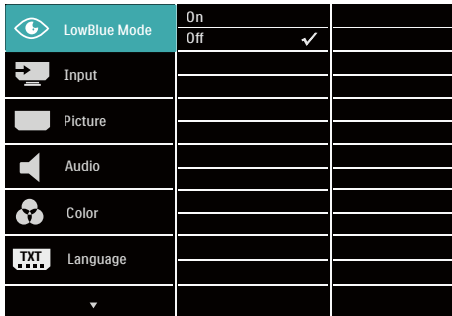 LowBlue Mode
On
Off
Input
Picture
Audio
Color
TXT
Language